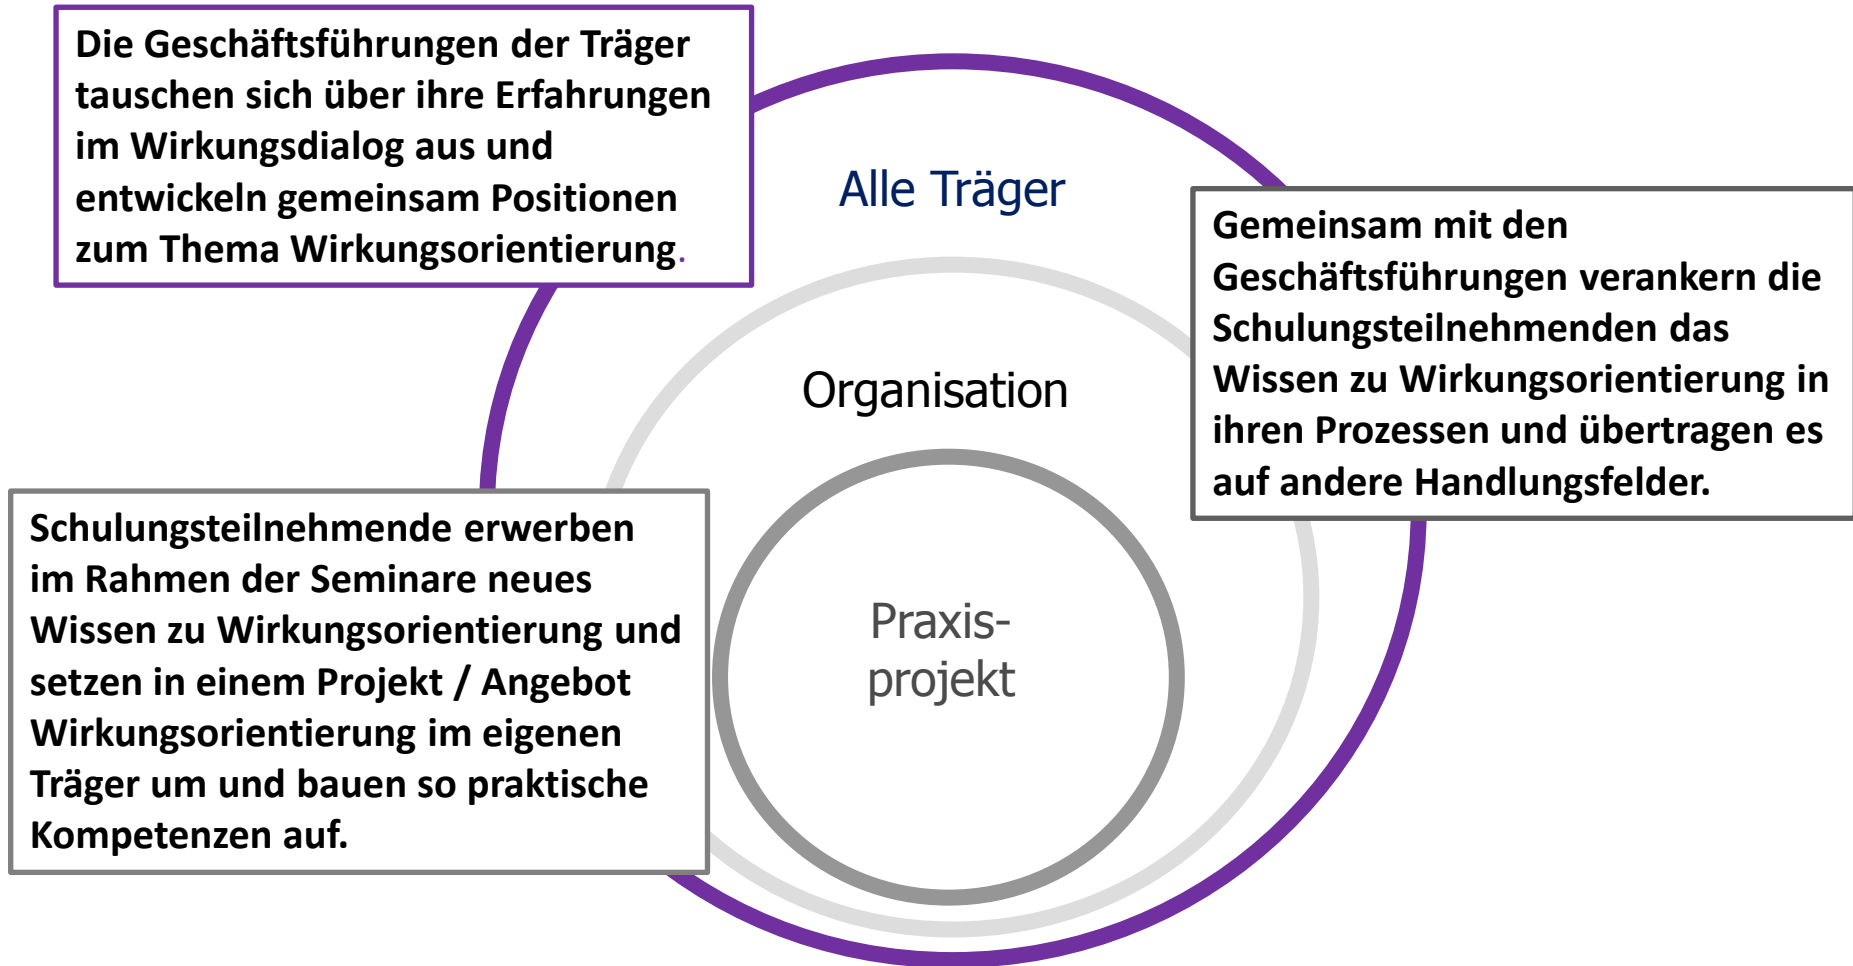 Die Geschäftsführungen der Träger
tauschen sich über ihre Erfahrungen
im Wirkungsdialog aus und
entwickeln gemeinsam Positionen
zum Thema Wirkungsorientierung.
Alle Träger
Gemeinsam mit den
Geschäftsführungen verankern die
Schulungsteilnehmenden das
Wissen zu Wirkungsorientierung in
ihren Prozessen und übertragen es
auf andere Handlungsfelder.
Organisation
Schulungsteilnehmende erwerben
im Rahmen der Seminare neues
Wissen zu Wirkungsorientierung und
setzen in einem Projekt / Angebot
Wirkungsorientierung im eigenen
Träger um und bauen so praktische
Kompetenzen auf.
Praxis-
projekt